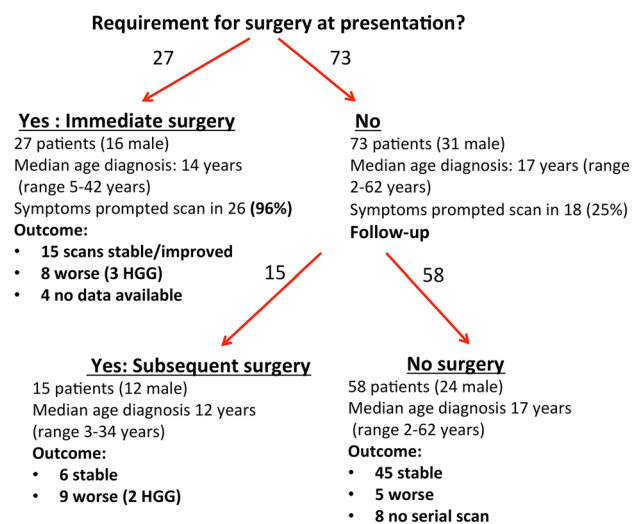 Requirement for surgery at presentation?
27
73
Yes : Immediate surgery
27 patients (16 male)
Median age diagnosis: 14 years
(range 5-42 years)
Symptoms prompted scan in 26 (96%)
Outcome:
• 15 scans stable/improved
• 8 worse (3 HGG)
• 4 no data available
No
73 patients (31 male)
Median age diagnosis: 17 years (range
2-62 years)
Symptoms prompted scan in 18 (25%)
Follow-up
15
58
Yes: Subsequent surgery
15 patients (12 male)
Median age diagnosis 12 years
(range 3-34 years)
Outcome:
• 6 stable
• 9 worse (2 HGG)
No surgery
58 patients (24 male)
Median age diagnosis 17 years
(range 2-62 years)
Outcome:
• 45 stable
• 5 worse
• 8 no serial scan